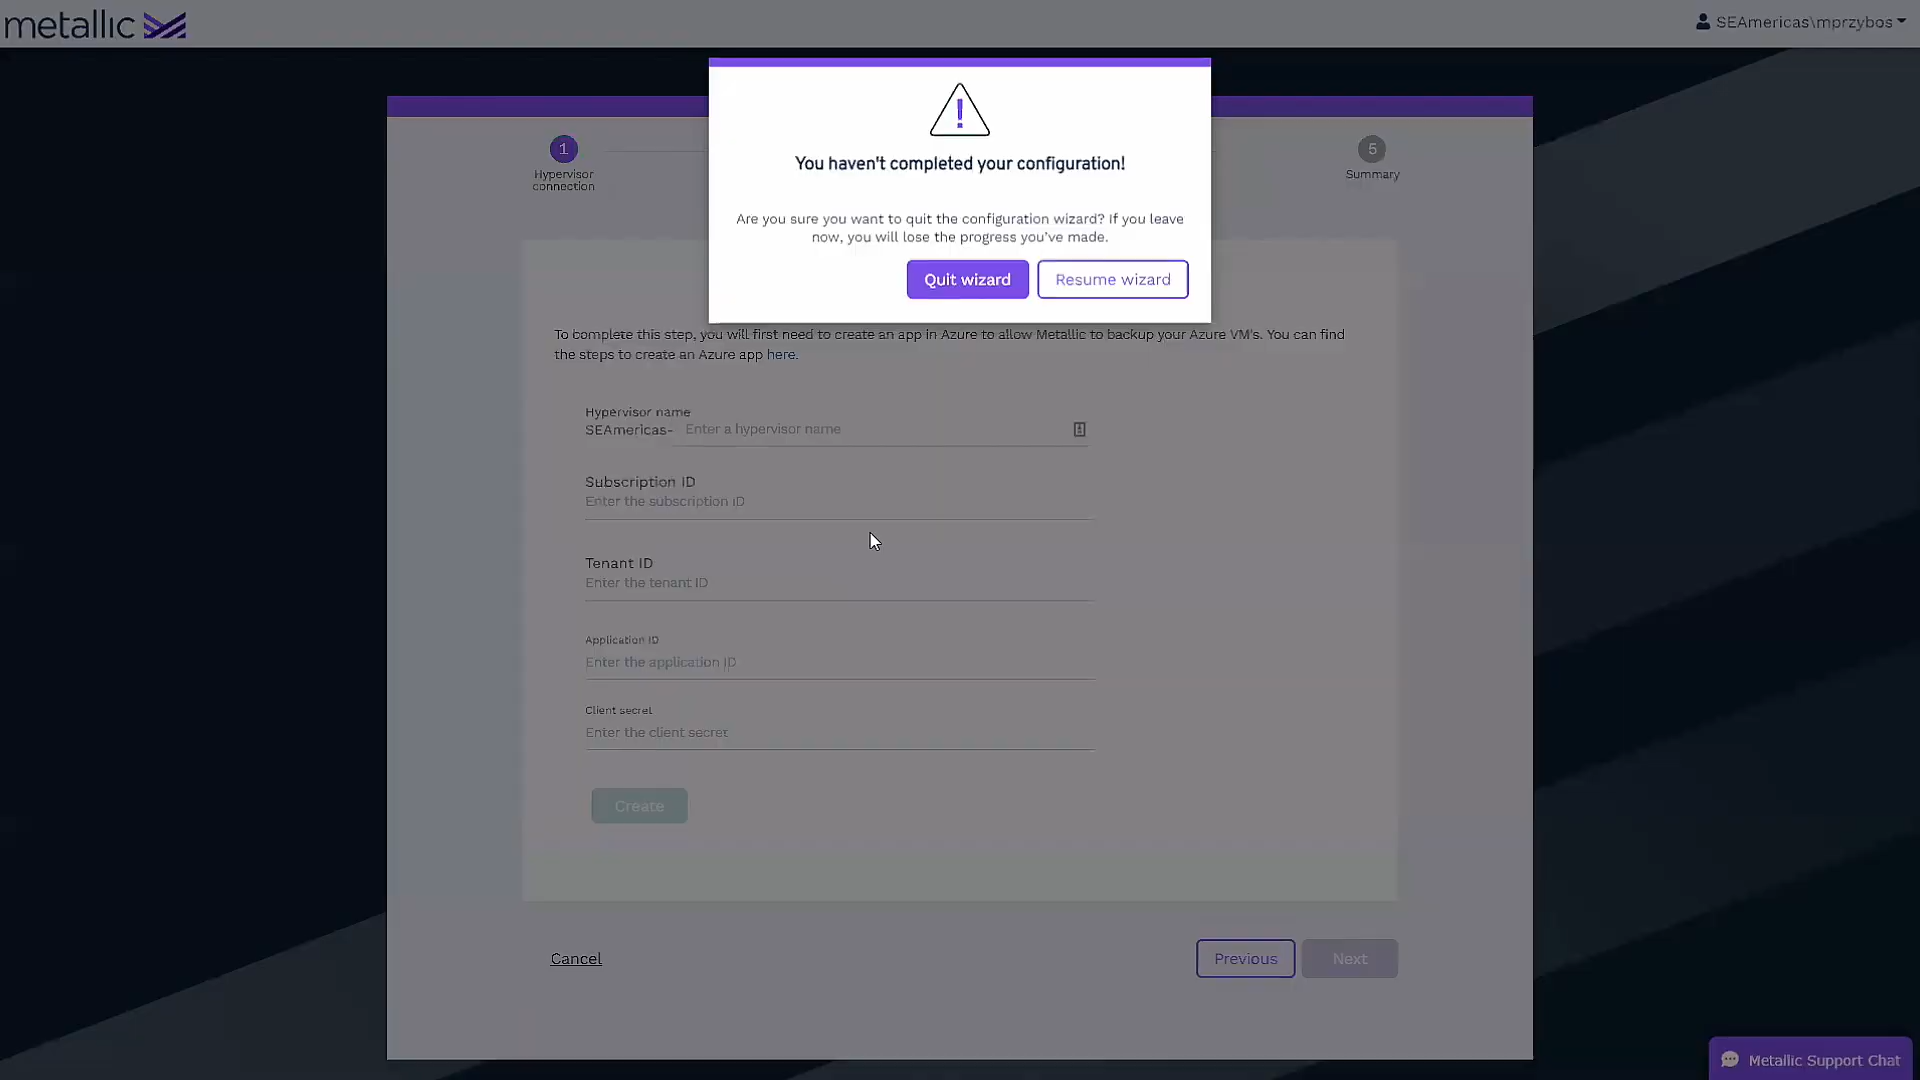 metallic
SEAmericas\mprzybos
You haven't completed your configuration!
Are you sure you want to quit the configuration wizard? If you leave
now, you will lose the progress you've made.
Quit wizard
Resume wizard
1
Hypervisor
connection
5
Summary
To complete this step, you will first need to create an app in Azure to allow Metallic to backup your Azure VM's. You can find
the steps to create an Azure app here.
Hypervisor name
SEAmericas- Enter a hypervisor name
Subscription ID
Enter the subscription ID
Tenant ID
Enter the tenant ID
Application ID
Enter the application ID
Client secret
Enter the client secret
Create
Cancel
Previous
Next
Metallic Support Chat